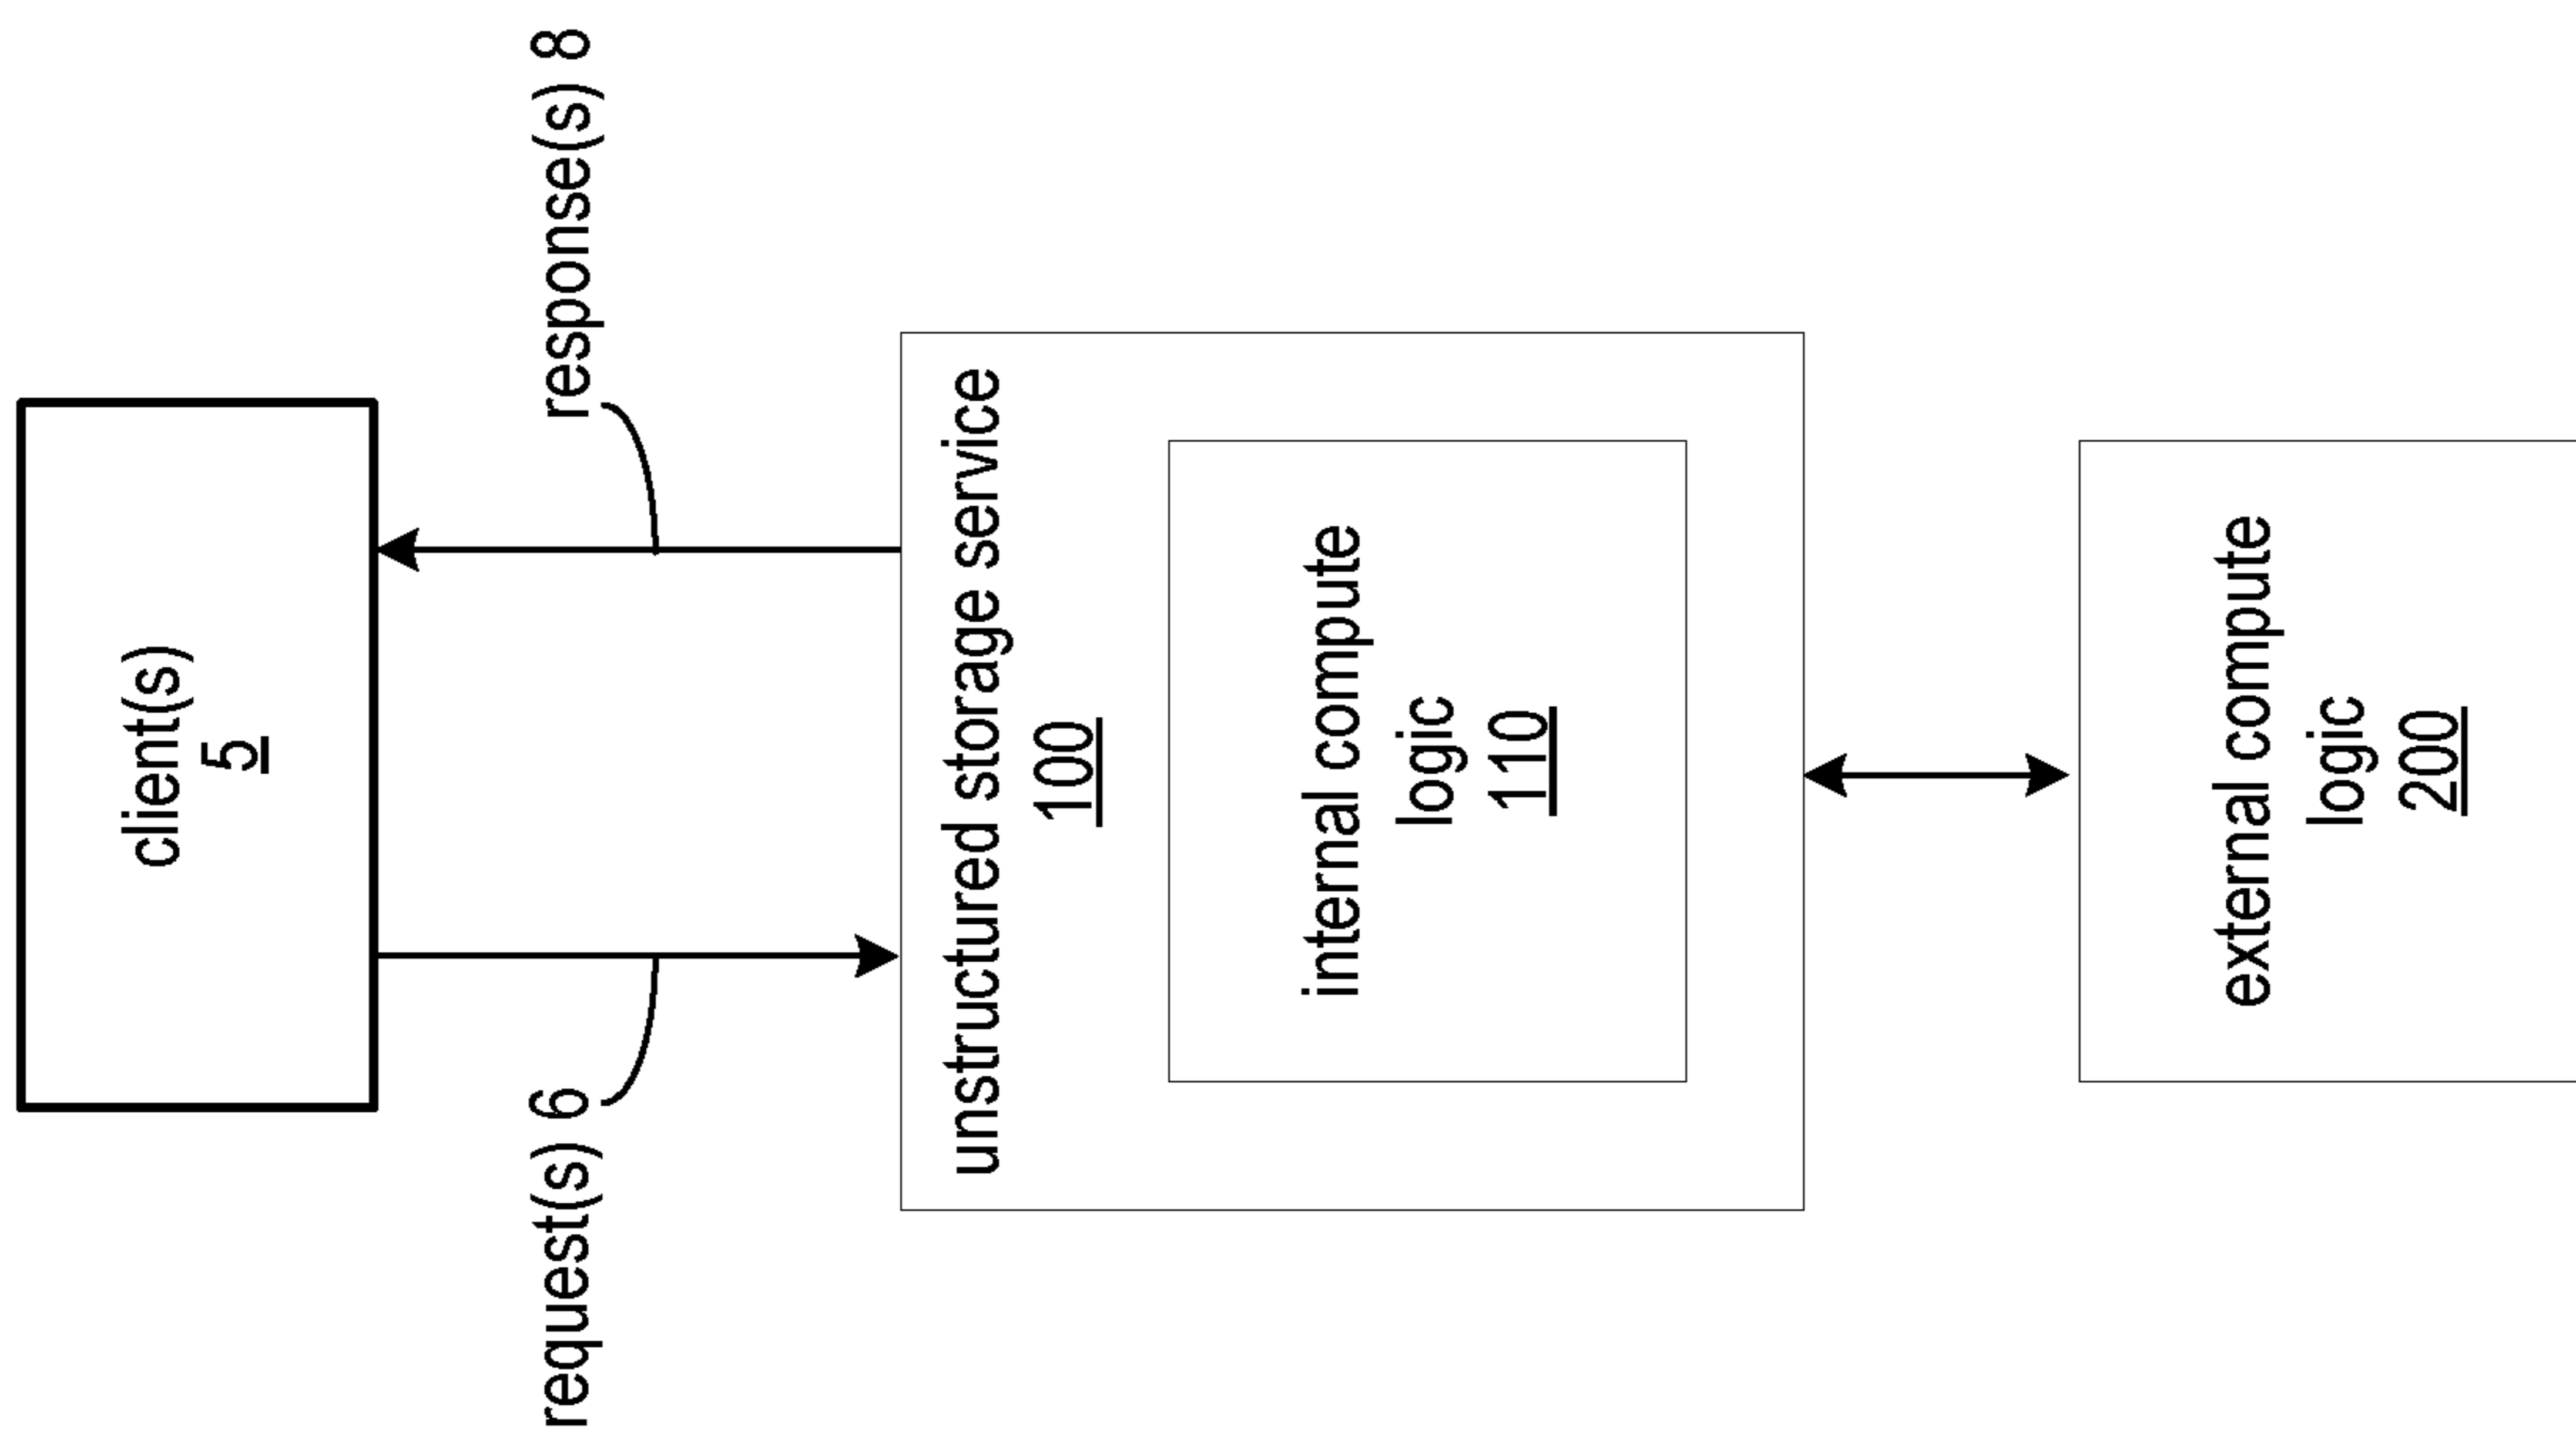 client(s)
5
request(s) 6
response(s) 8
unstructured storage service
100
internal compute
logic
110
external compute
logic
200